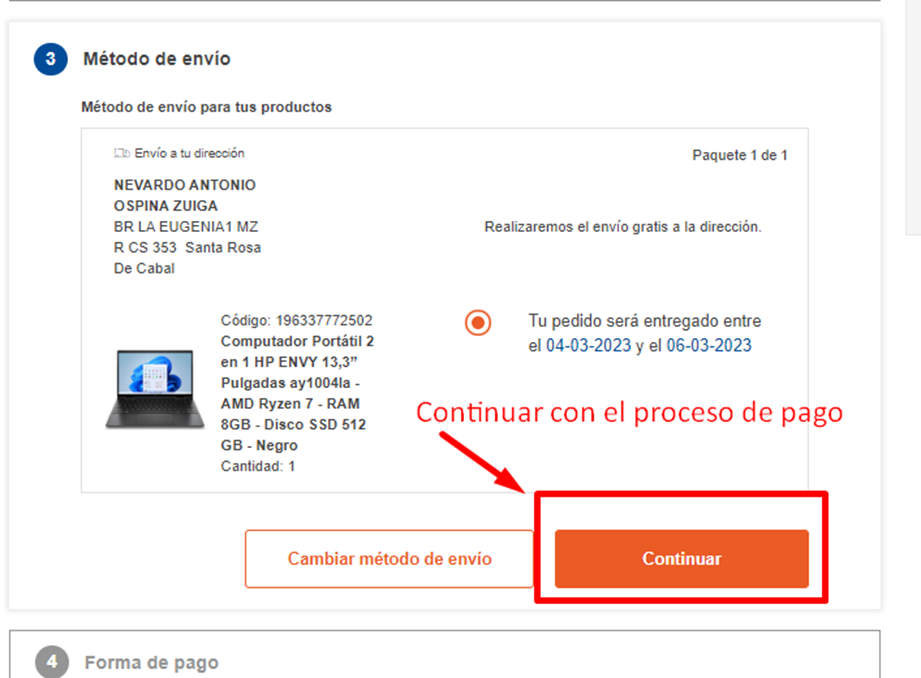 3 Método de envío
Método de envío para tus productos
Envío a tu dirección
Paquete 1 de 1
NEVARDO ANTONIO
OSPINA ZUIGA
BR LA EUGENIA1 MZ
R CS 353 Santa Rosa
De Cabal
Realizaremos el envío gratis a la dirección.
Código: 196337772502
Computador Portátil 2
en 1 HP ENVY 13,3”
Pulgadas ay1004la -
AMD Ryzen 7 - RAM
8GB - Disco SSD 512
GB - Negro
Cantidad: 1
Tu pedido será entregado entre
el 04-03-2023 y el 06-03-2023
Continuar con el proceso de pago
Cambiar método de envío
Continuar
4 Forma de pago